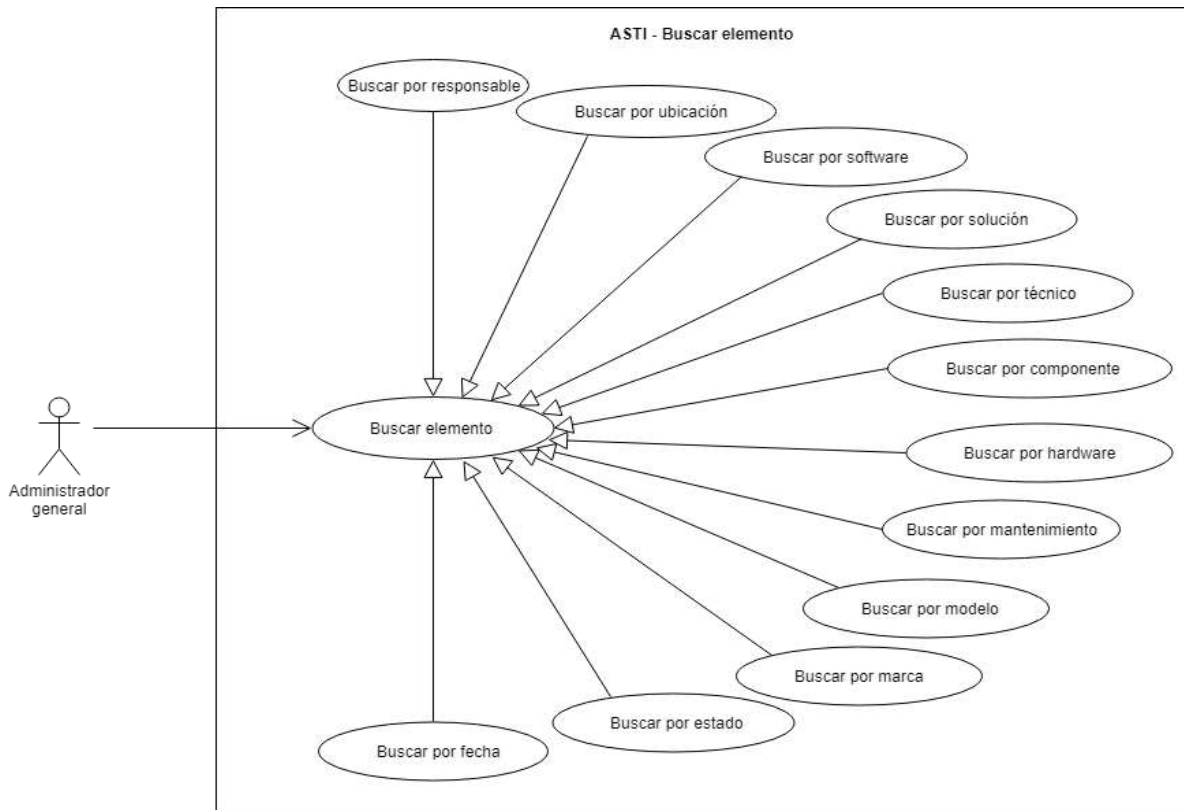 ASTI - Buscar elemento
Buscar por responsable
Buscar por ubicación
Buscar por software
Buscar por solución
Buscar por técnico
Buscar por componente
Buscar elemento
Buscar por hardware
Administrador
general
Buscar por mantenimiento
Buscar por modelo
Buscar por marca
Buscar por estado
Buscar por fecha